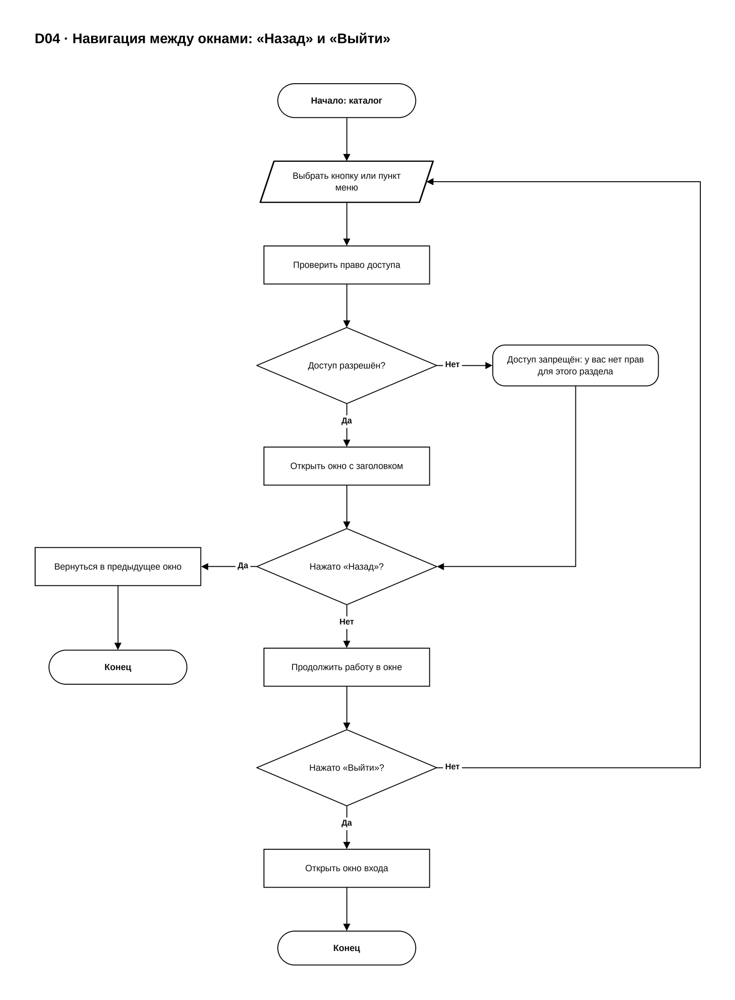 D04 · Навигация между окнами: «Назад» и «Выйти»
Начало: каталог
Выбрать кнопку или пункт
меню
Проверить право доступа
Доступ разрешён?
Нет
Доступ запрещён: у вас нет прав
для этого раздела
Да
Открыть окно с заголовком
Вернуться в предыдущее окно
Да
Нажато «Назад»?
Нет
Конец
Продолжить работу в окне
Нажато «Выйти»?
Нет
Да
Открыть окно входа
Конец